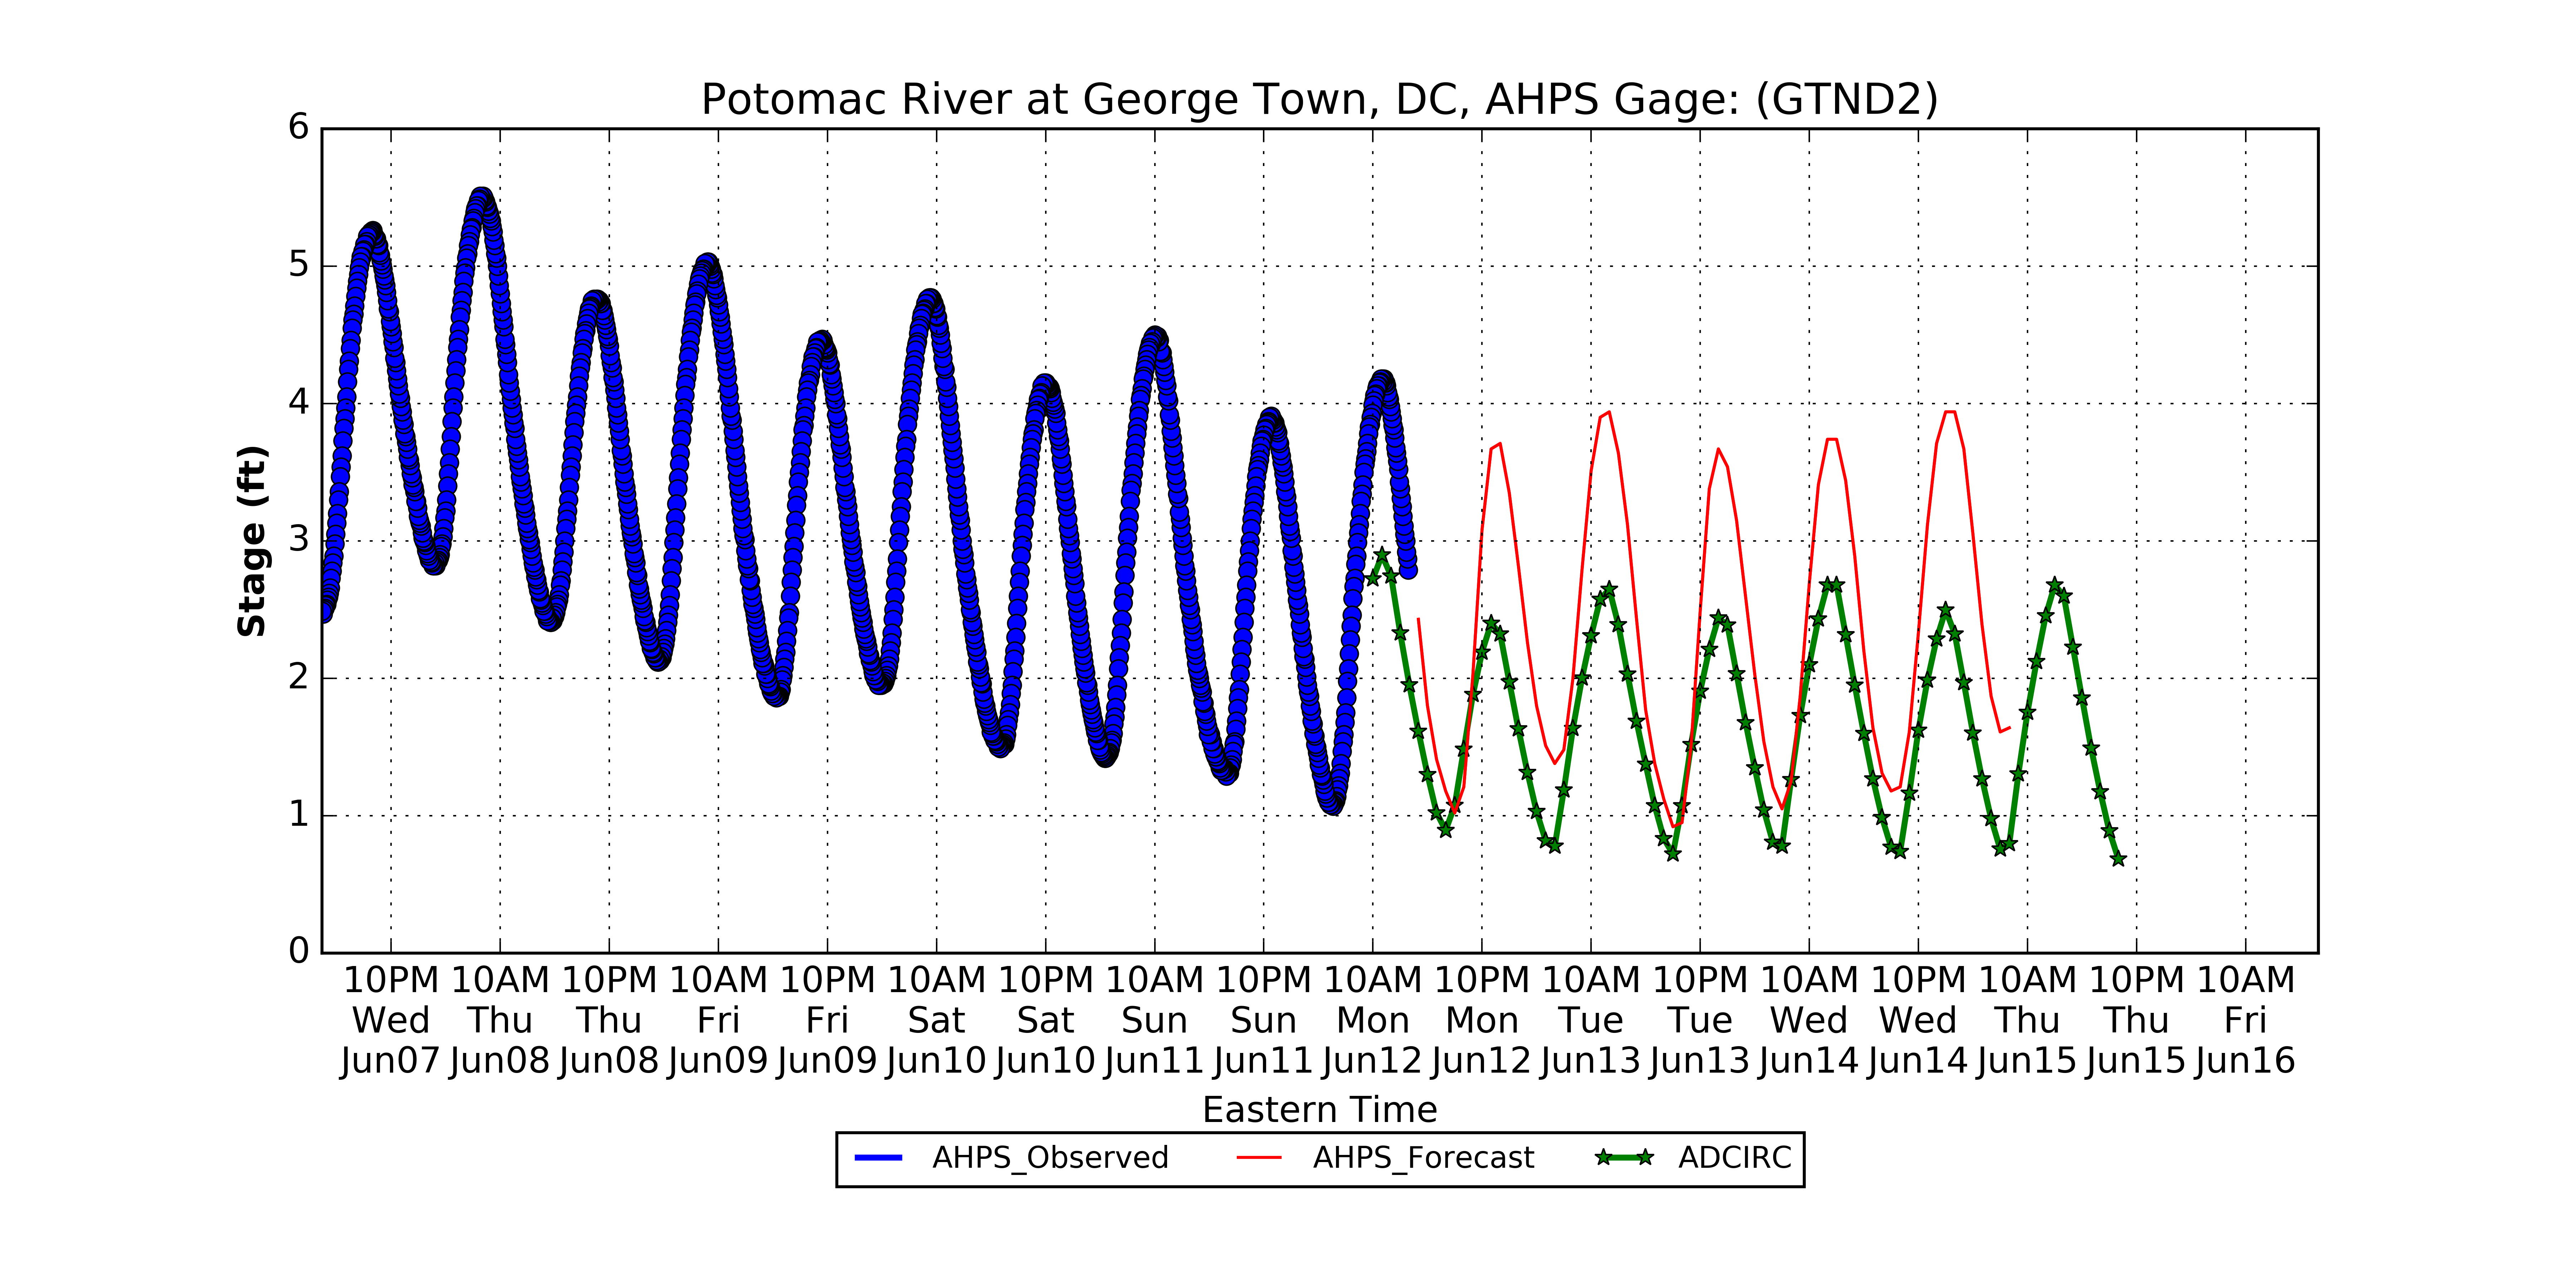 Potomac River at George Town, DC, AHPS Gage: (GTND2)
6
5
4
3
2
1
0
Stage (ft)
10PM 10AM 10PM 10AM 10PM 10AM 10PM 10AM 10PM 10AM 10PM 10AM 10PM 10AM 10PM 10AM 10PM 10AM
Wed Thu Thu Fri Fri Sat Sat Sun Sun Mon Mon Tue Tue Wed Wed Thu Thu Fri
Jun07 Jun08 Jun08 Jun09 Jun09 Jun10 Jun10 Jun11 Jun11 Jun12 Jun12 Jun13 Jun13 Jun14 Jun14 Jun15 Jun15 Jun16
Eastern Time
AHPS_Observed AHPS_Forecast ADCIRC